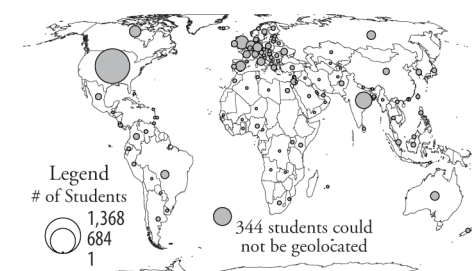 Legend
# of Students
1,368
684
1
344 students could
not be geolocated